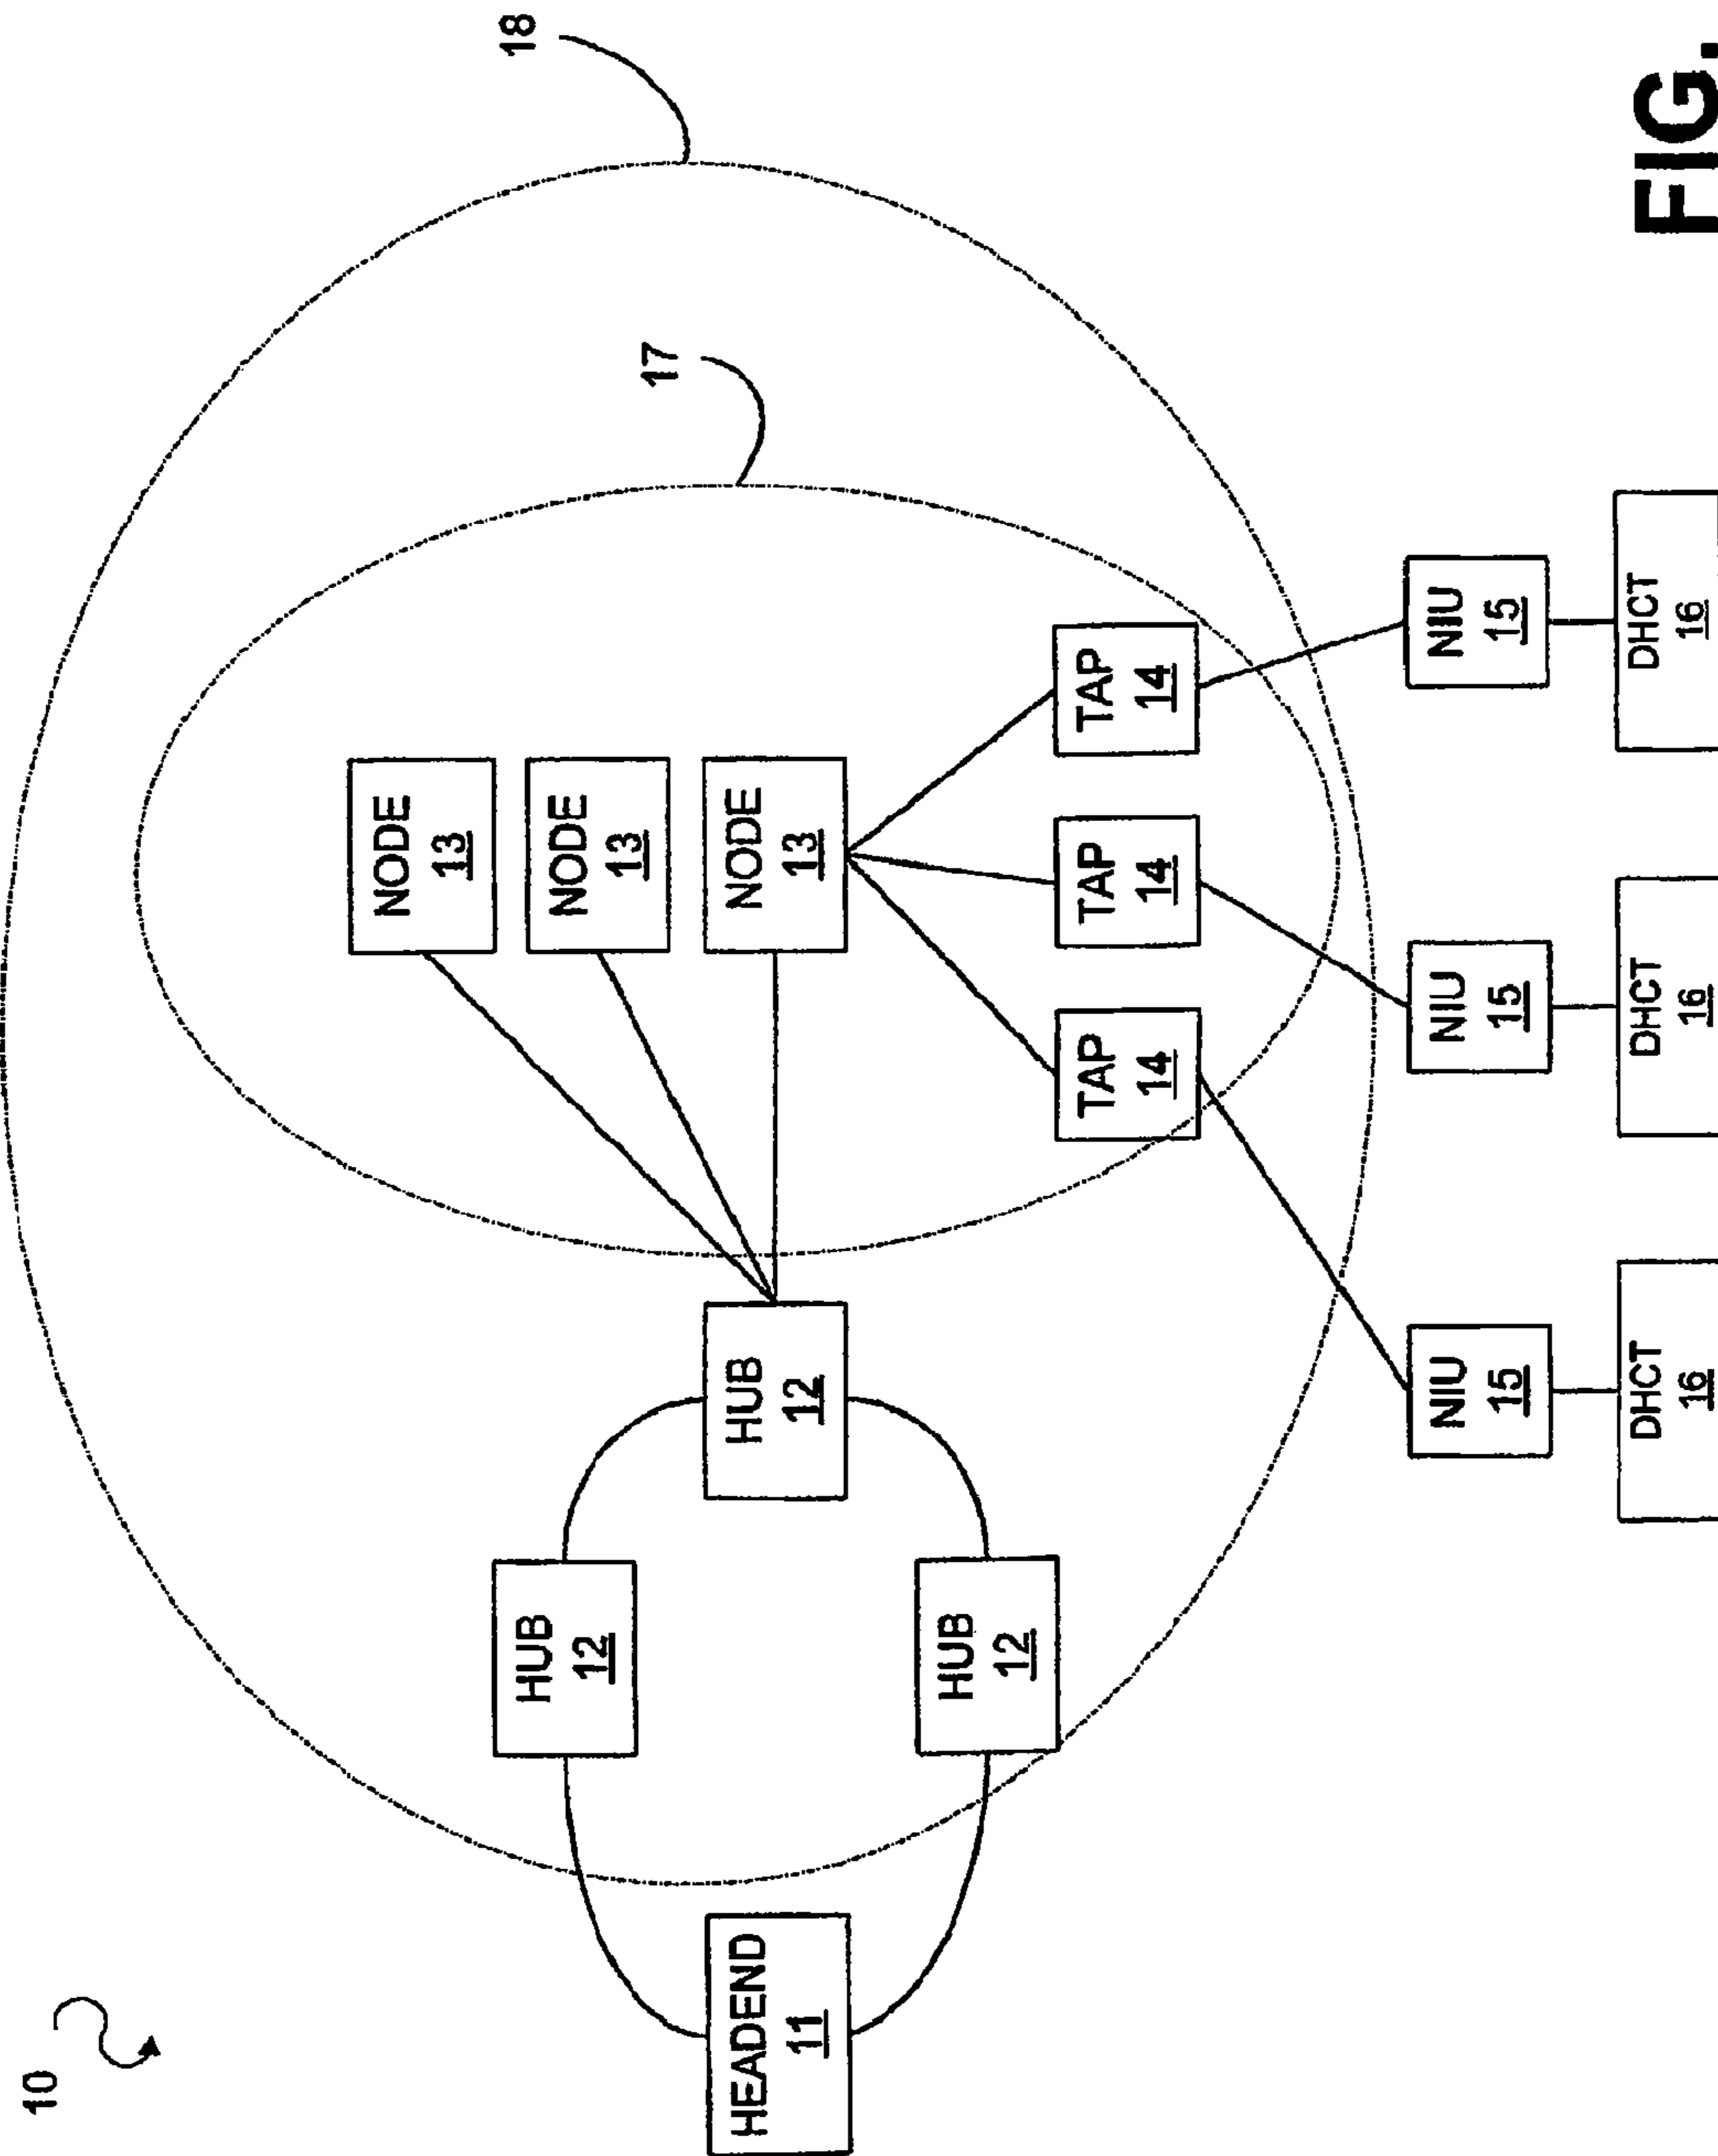 10
18
17
HEADEND
11
HUB
12
HUB
12
HUB
12
NODE
13
NODE
13
NODE
13
TAP
14
TAP
14
TAP
14
NIU
15
NIU
15
NIU
15
DHCT
16
DHCT
16
DHCT
16
FIG.